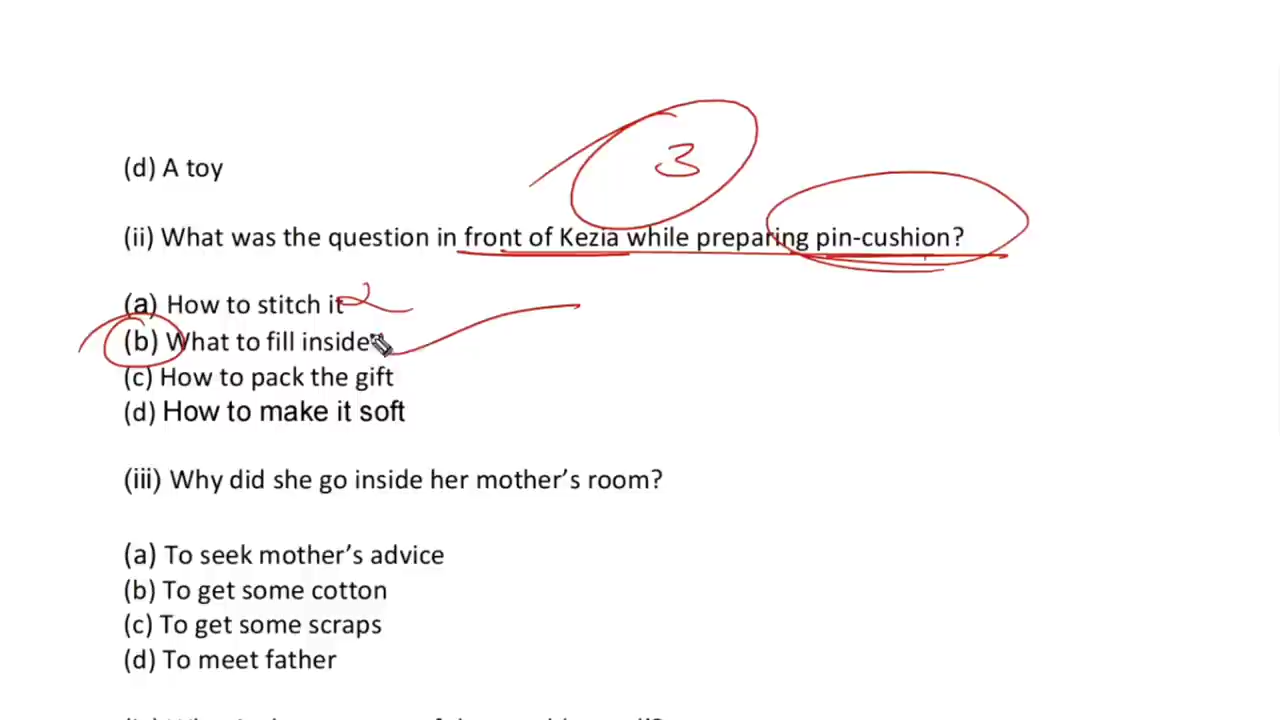 3
(d) A toy
(ii) What was the question in front of Kezia while preparing pin-cushion?
(a) How to stitch it
(b) What to fill inside
(c) How to pack the gift
(d) How to make it soft
(iii) Why did she go inside her mother’s room?
(a) To seek mother’s advice
(b) To get some cotton
(c) To get some scraps
(d) To meet father